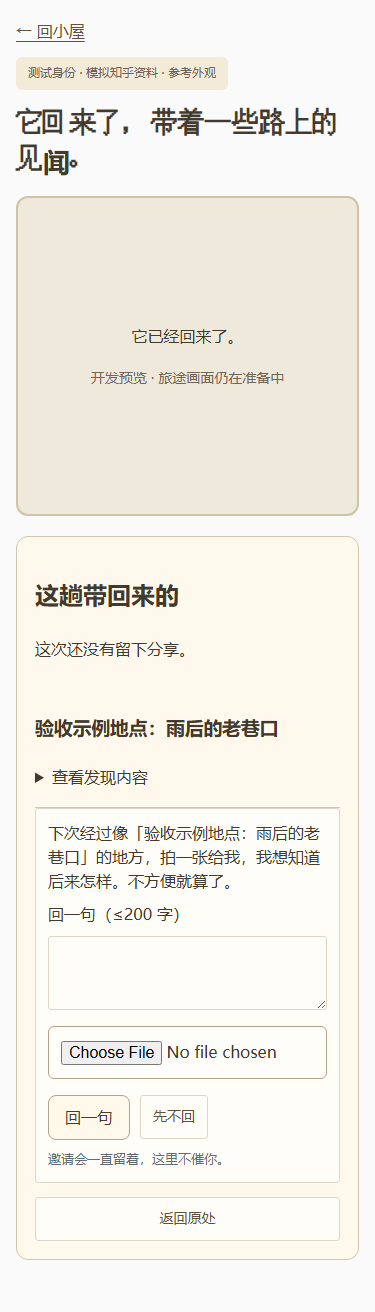 ← 回小屋
测试身份 · 模拟知乎资料 · 参考外观
它回来了，带着一些路上的
见闻。
它已经回来了。
开发预览 · 旅途画面仍在准备中
这趟带回来的
这次还没有留下分享。
验收示例地点：雨后的老巷口
▶ 查看发现内容
下次经过像「验收示例地点：雨后的老
巷口」的地方，拍一张给我，我想知道
后来怎样。不方便就算了。
回一句（≤200 字）
Choose File No file chosen
回一句 先不回
邀请会一直留着，这里不催你。
返回原处